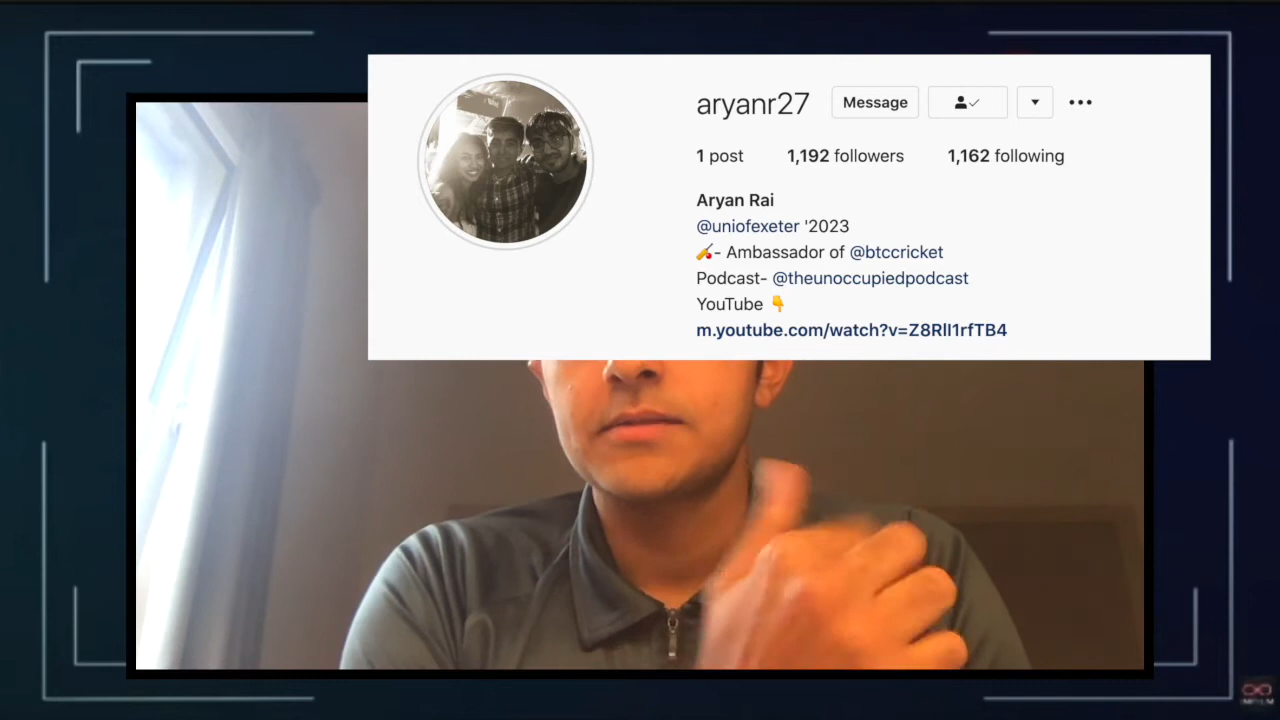 aryanr27 Message
1 post 1,192 followers 1,162 following
Aryan Rai
@uniofexeter '2023
🏏- Ambassador of @btccricket
Podcast- @theunoccupiedpodcast
YouTube 👇
m.youtube.com/watch?v=Z8RlI1rfTB4